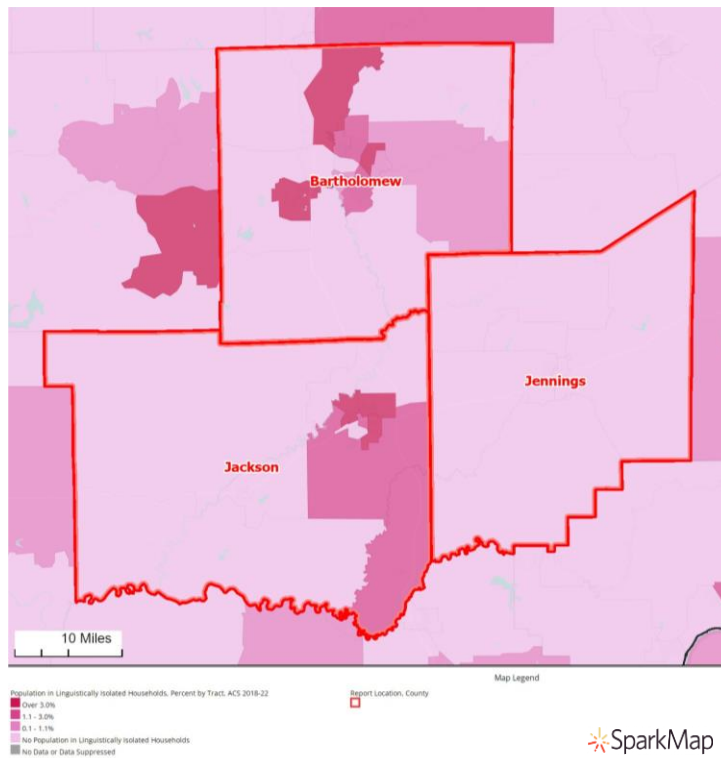 Bartholomew
Jennings
Jackson
10 Miles
Map Legend
Population in Linguistically Isolated Households, Percent by Tract, ACS 2018-22
Over 3.0%
1.1 - 3.0%
0.1 - 1.1%
No Population in Linguistically Isolated Households
No Data or Data Suppressed
Report Location, County
SparkMap